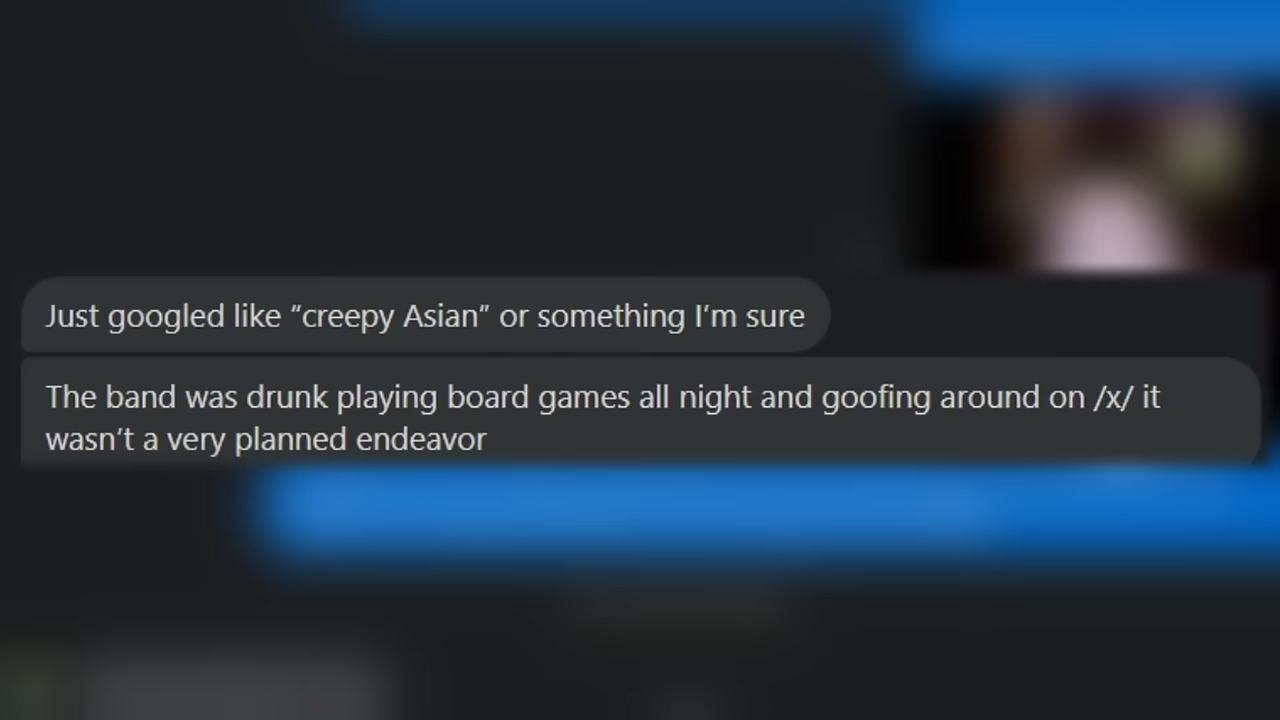 Just googled like “creepy Asian” or something I’m sure
The band was drunk playing board games all night and goofing around on /x/ it
wasn’t a very planned endeavor